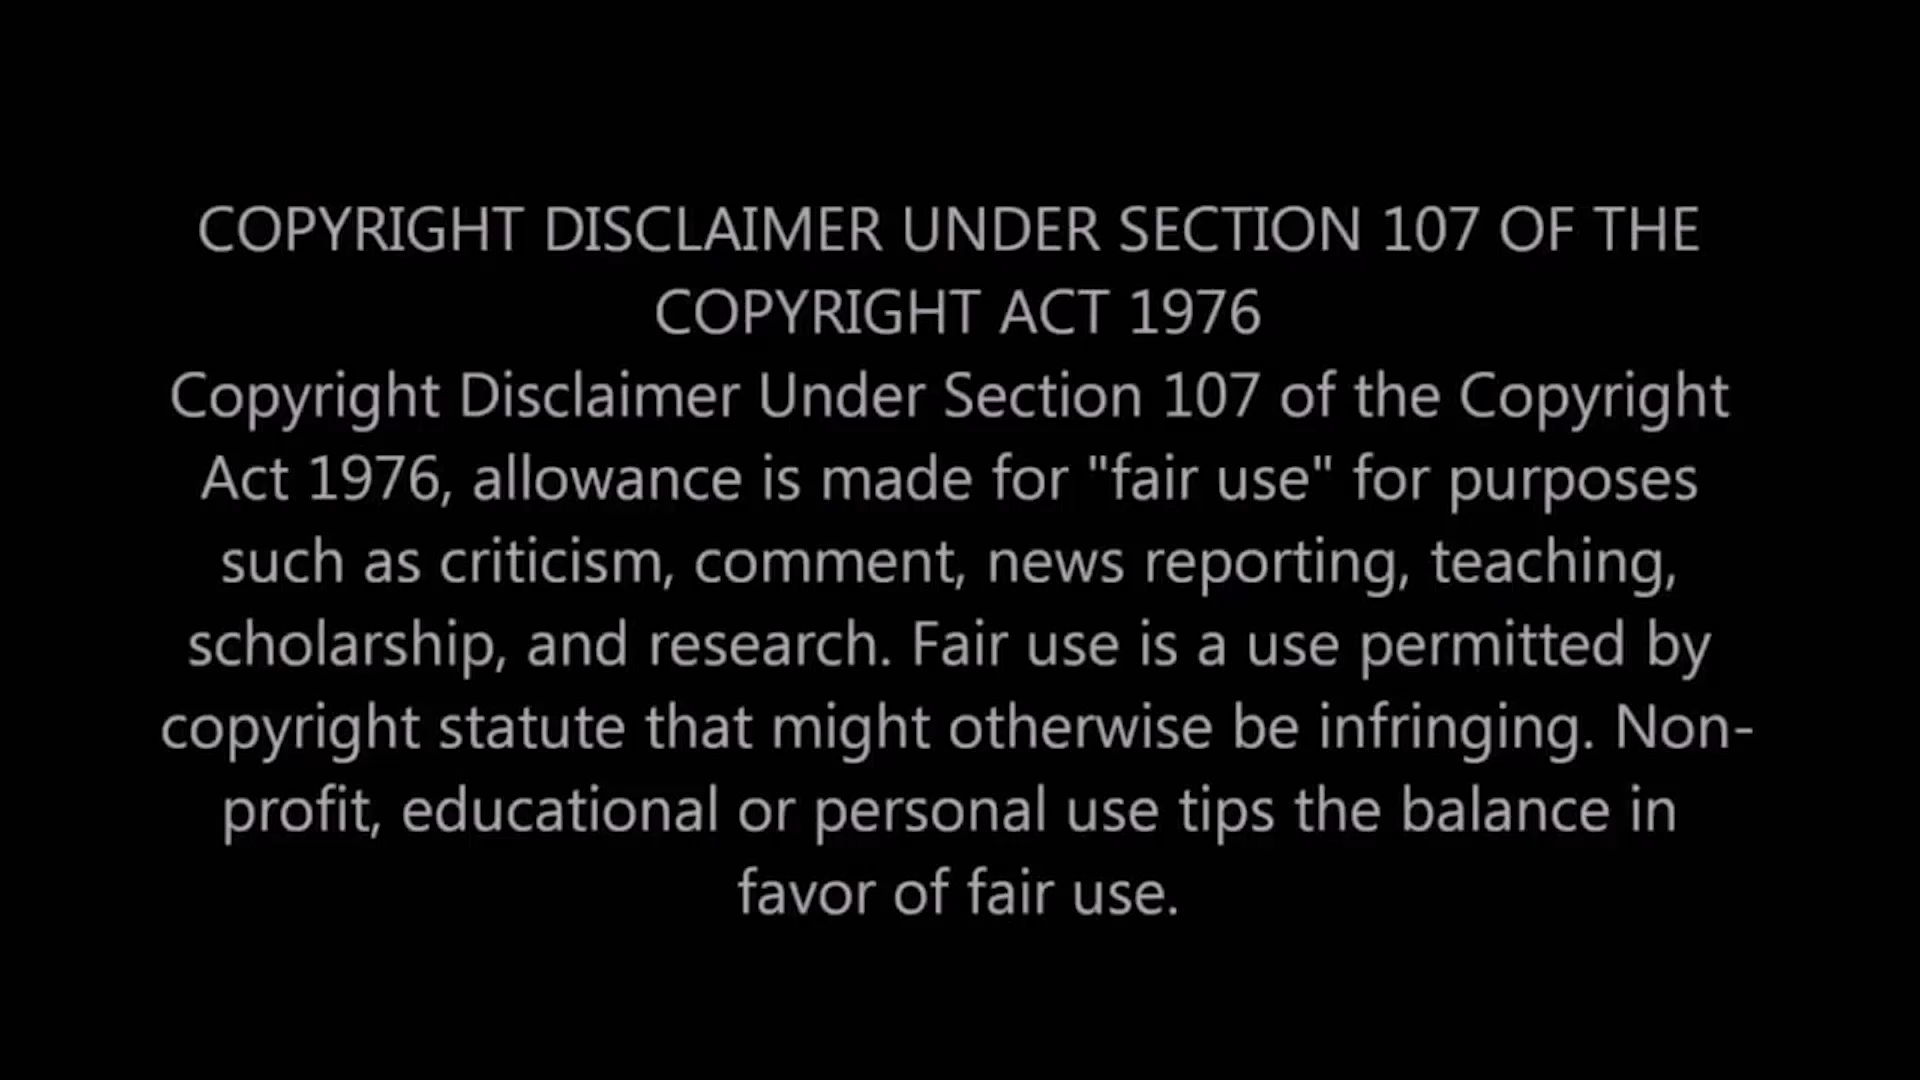 COPYRIGHT DISCLAIMER UNDER SECTION 107 OF THE
COPYRIGHT ACT 1976
Copyright Disclaimer Under Section 107 of the Copyright
Act 1976, allowance is made for "fair use" for purposes
such as criticism, comment, news reporting, teaching,
scholarship, and research. Fair use is a use permitted by
copyright statute that might otherwise be infringing. Non-
profit, educational or personal use tips the balance in
favor of fair use.